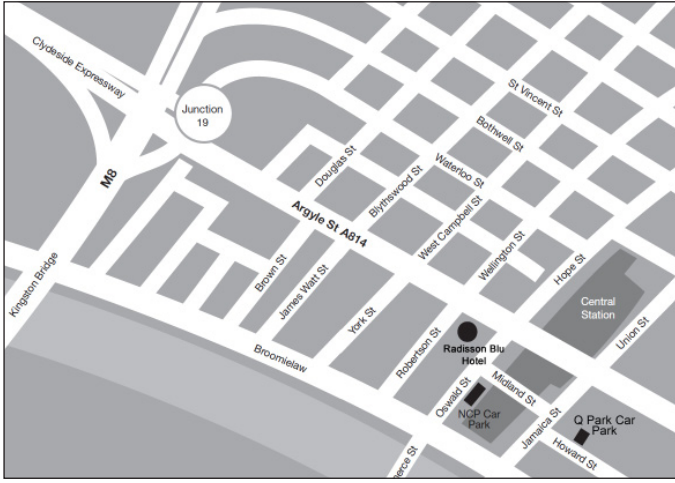 Clydeside Expressway
Junction
19
St Vincent St
Bothwell St
Waterloo St
Douglas St
Blythswood St
M8
Argyle St A814
West Campbell St
Wellington St
Hope St
Central
Station
Union St
Brown St
James Watt St
York St
Robertson St
Radisson Blu
Hotel
Kingston Bridge
Broomielaw
Oswald St
Midland St
NCP Car
Park
Jamaica St
Q Park Car
Park
Howard St
erce St